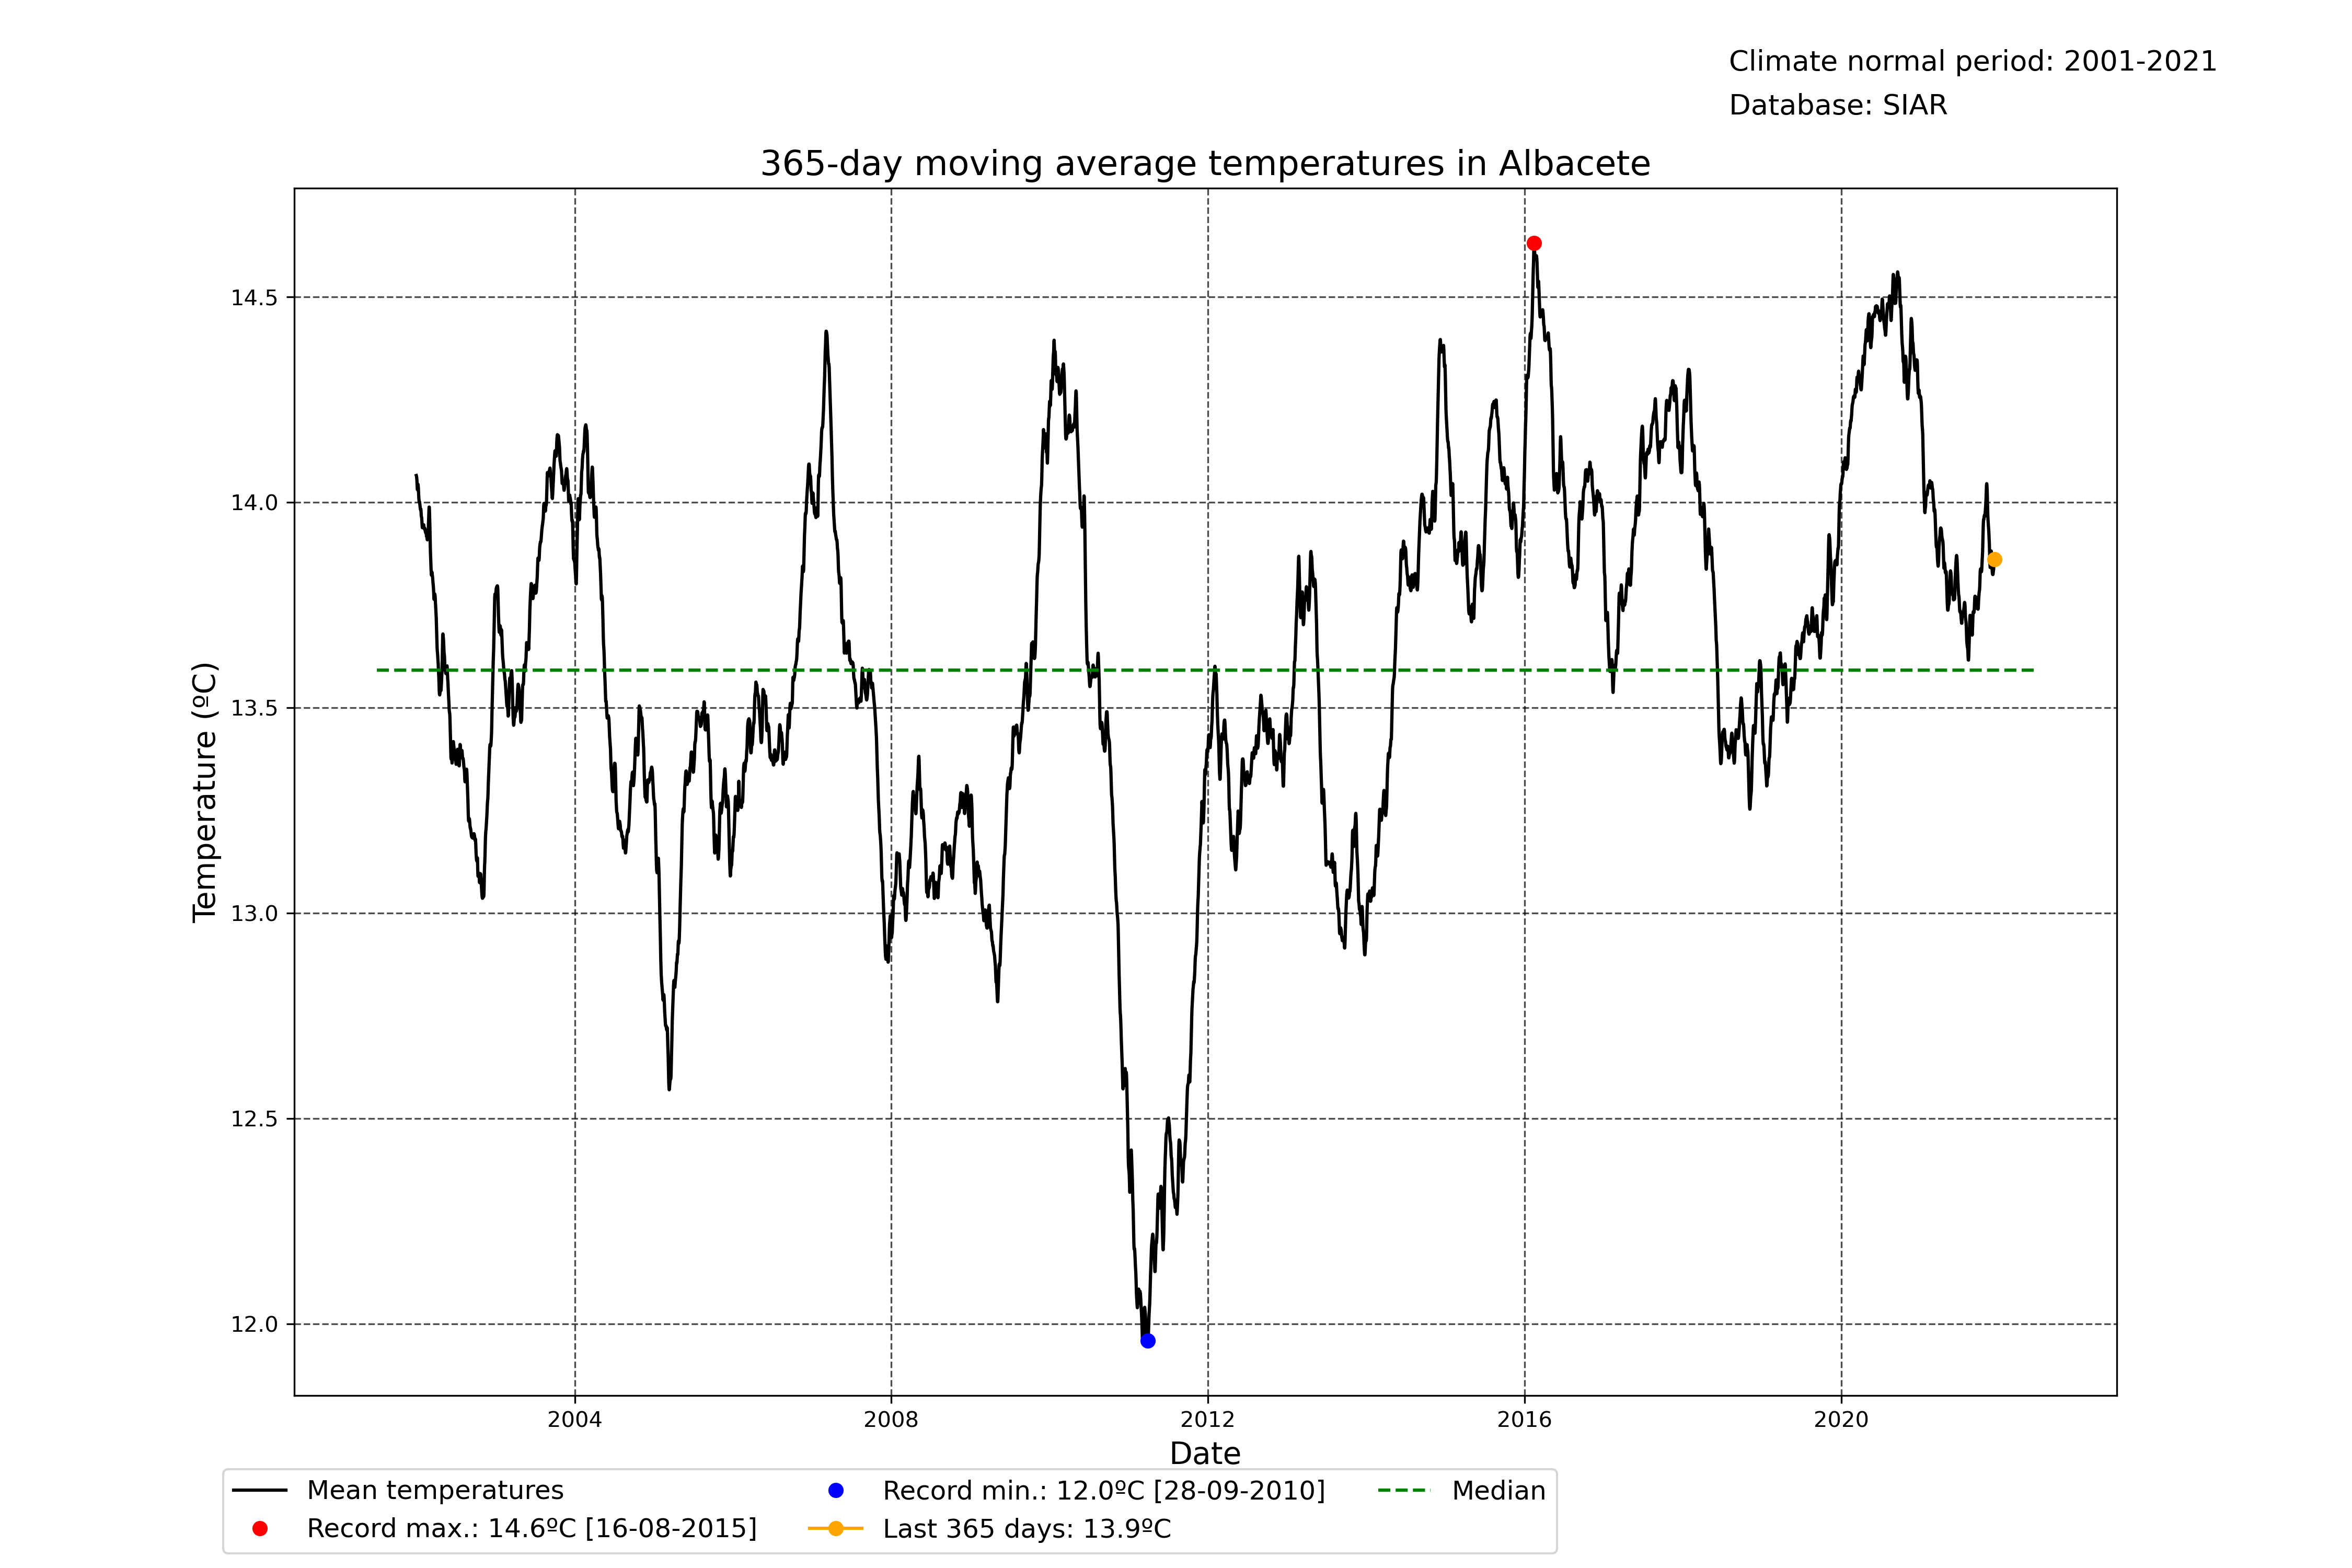 Climate normal period: 2001-2021
Database: SIAR
365-day moving average temperatures in Albacete
Temperature (ºC)
14.5
14.0
13.5
13.0
12.5
12.0
2004 2008 2012 2016 2020
Date
Mean temperatures
Record max.: 14.6ºC [16-08-2015]
Record min.: 12.0ºC [28-09-2010]
Last 365 days: 13.9ºC
Median